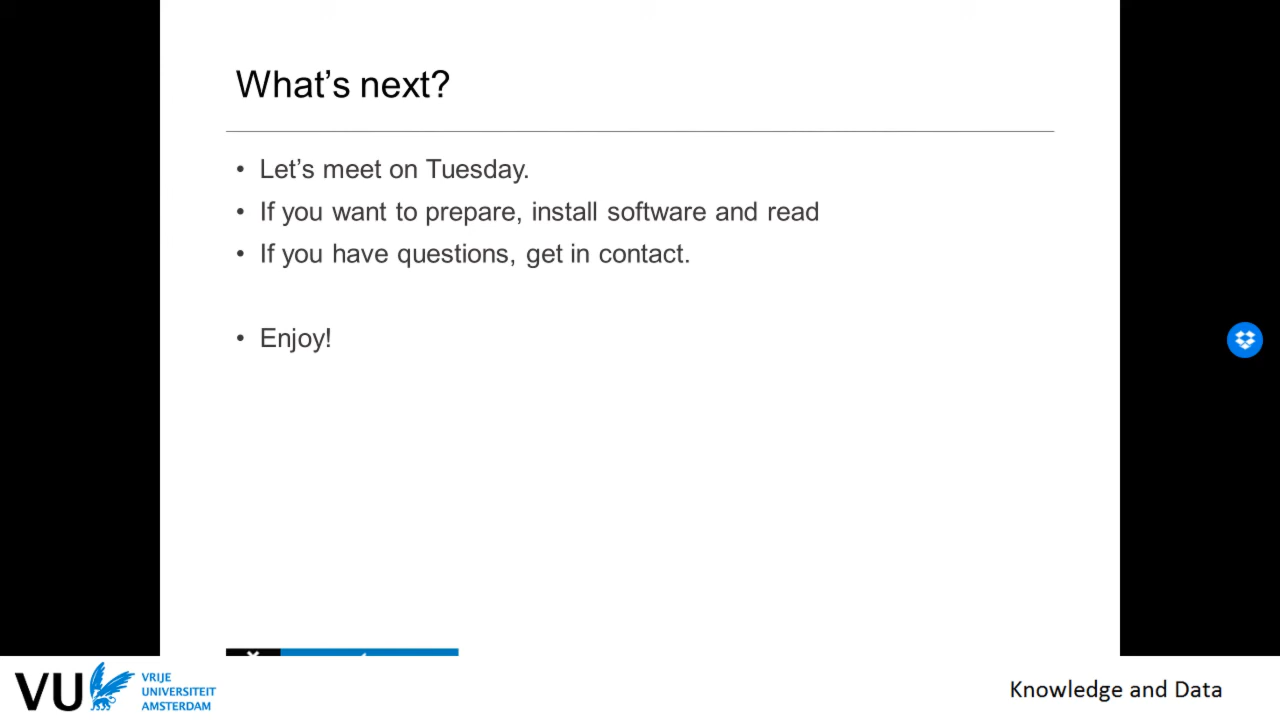 What’s next?
• Let’s meet on Tuesday.
• If you want to prepare, install software and read
• If you have questions, get in contact.
• Enjoy!
VU
VRIJE
UNIVERSITEIT
AMSTERDAM
Knowledge and Data